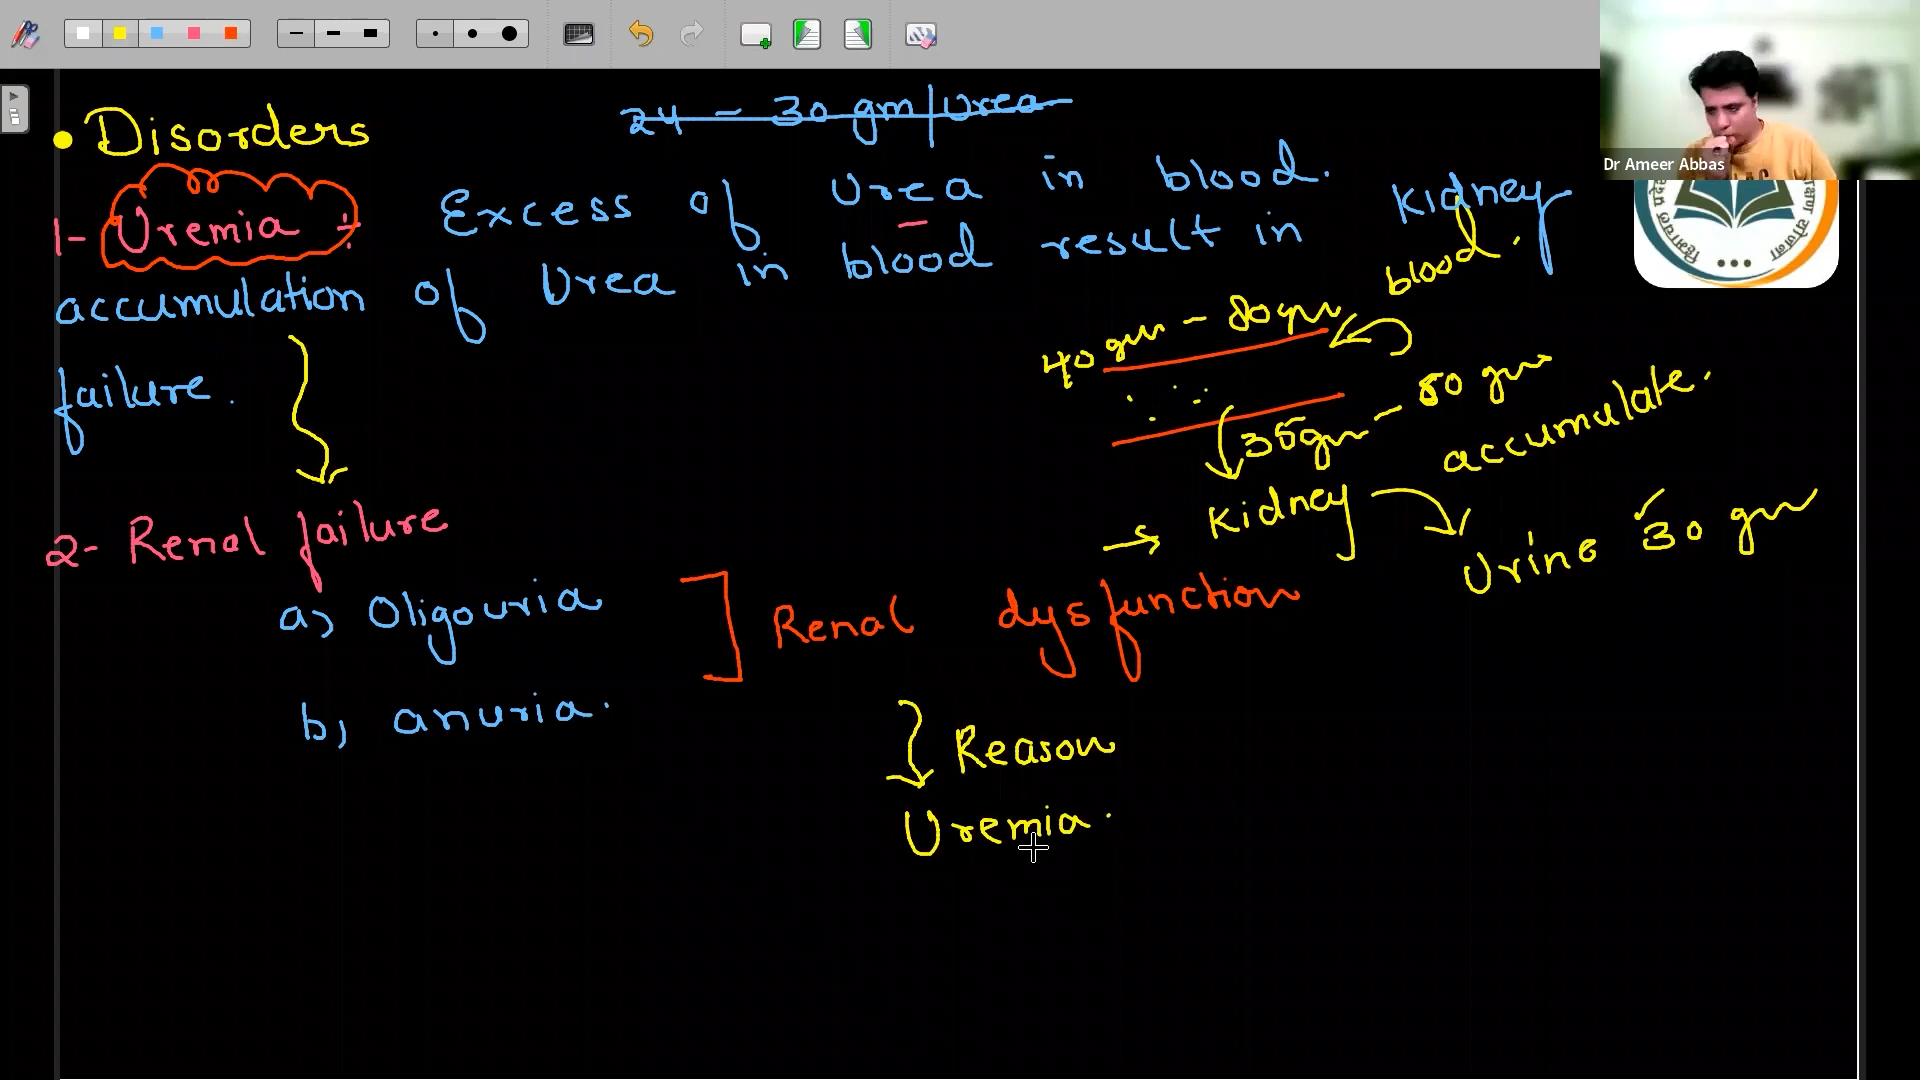 Dr Ameer Abbas
• Disorders
24 - 30 gm | Urea
1- Uremia ÷ Excess of Urea in blood.
accumulation of Urea in blood result in Kidney
failure.
blood.
40 gm - 80 gm
35 gm - 80 gm
accumulate.
→ Kidney
Urine 30 gm
2- Renal failure
a) Oligouria
b) anuria.
Renal dysfunction
Reason
Uremia.